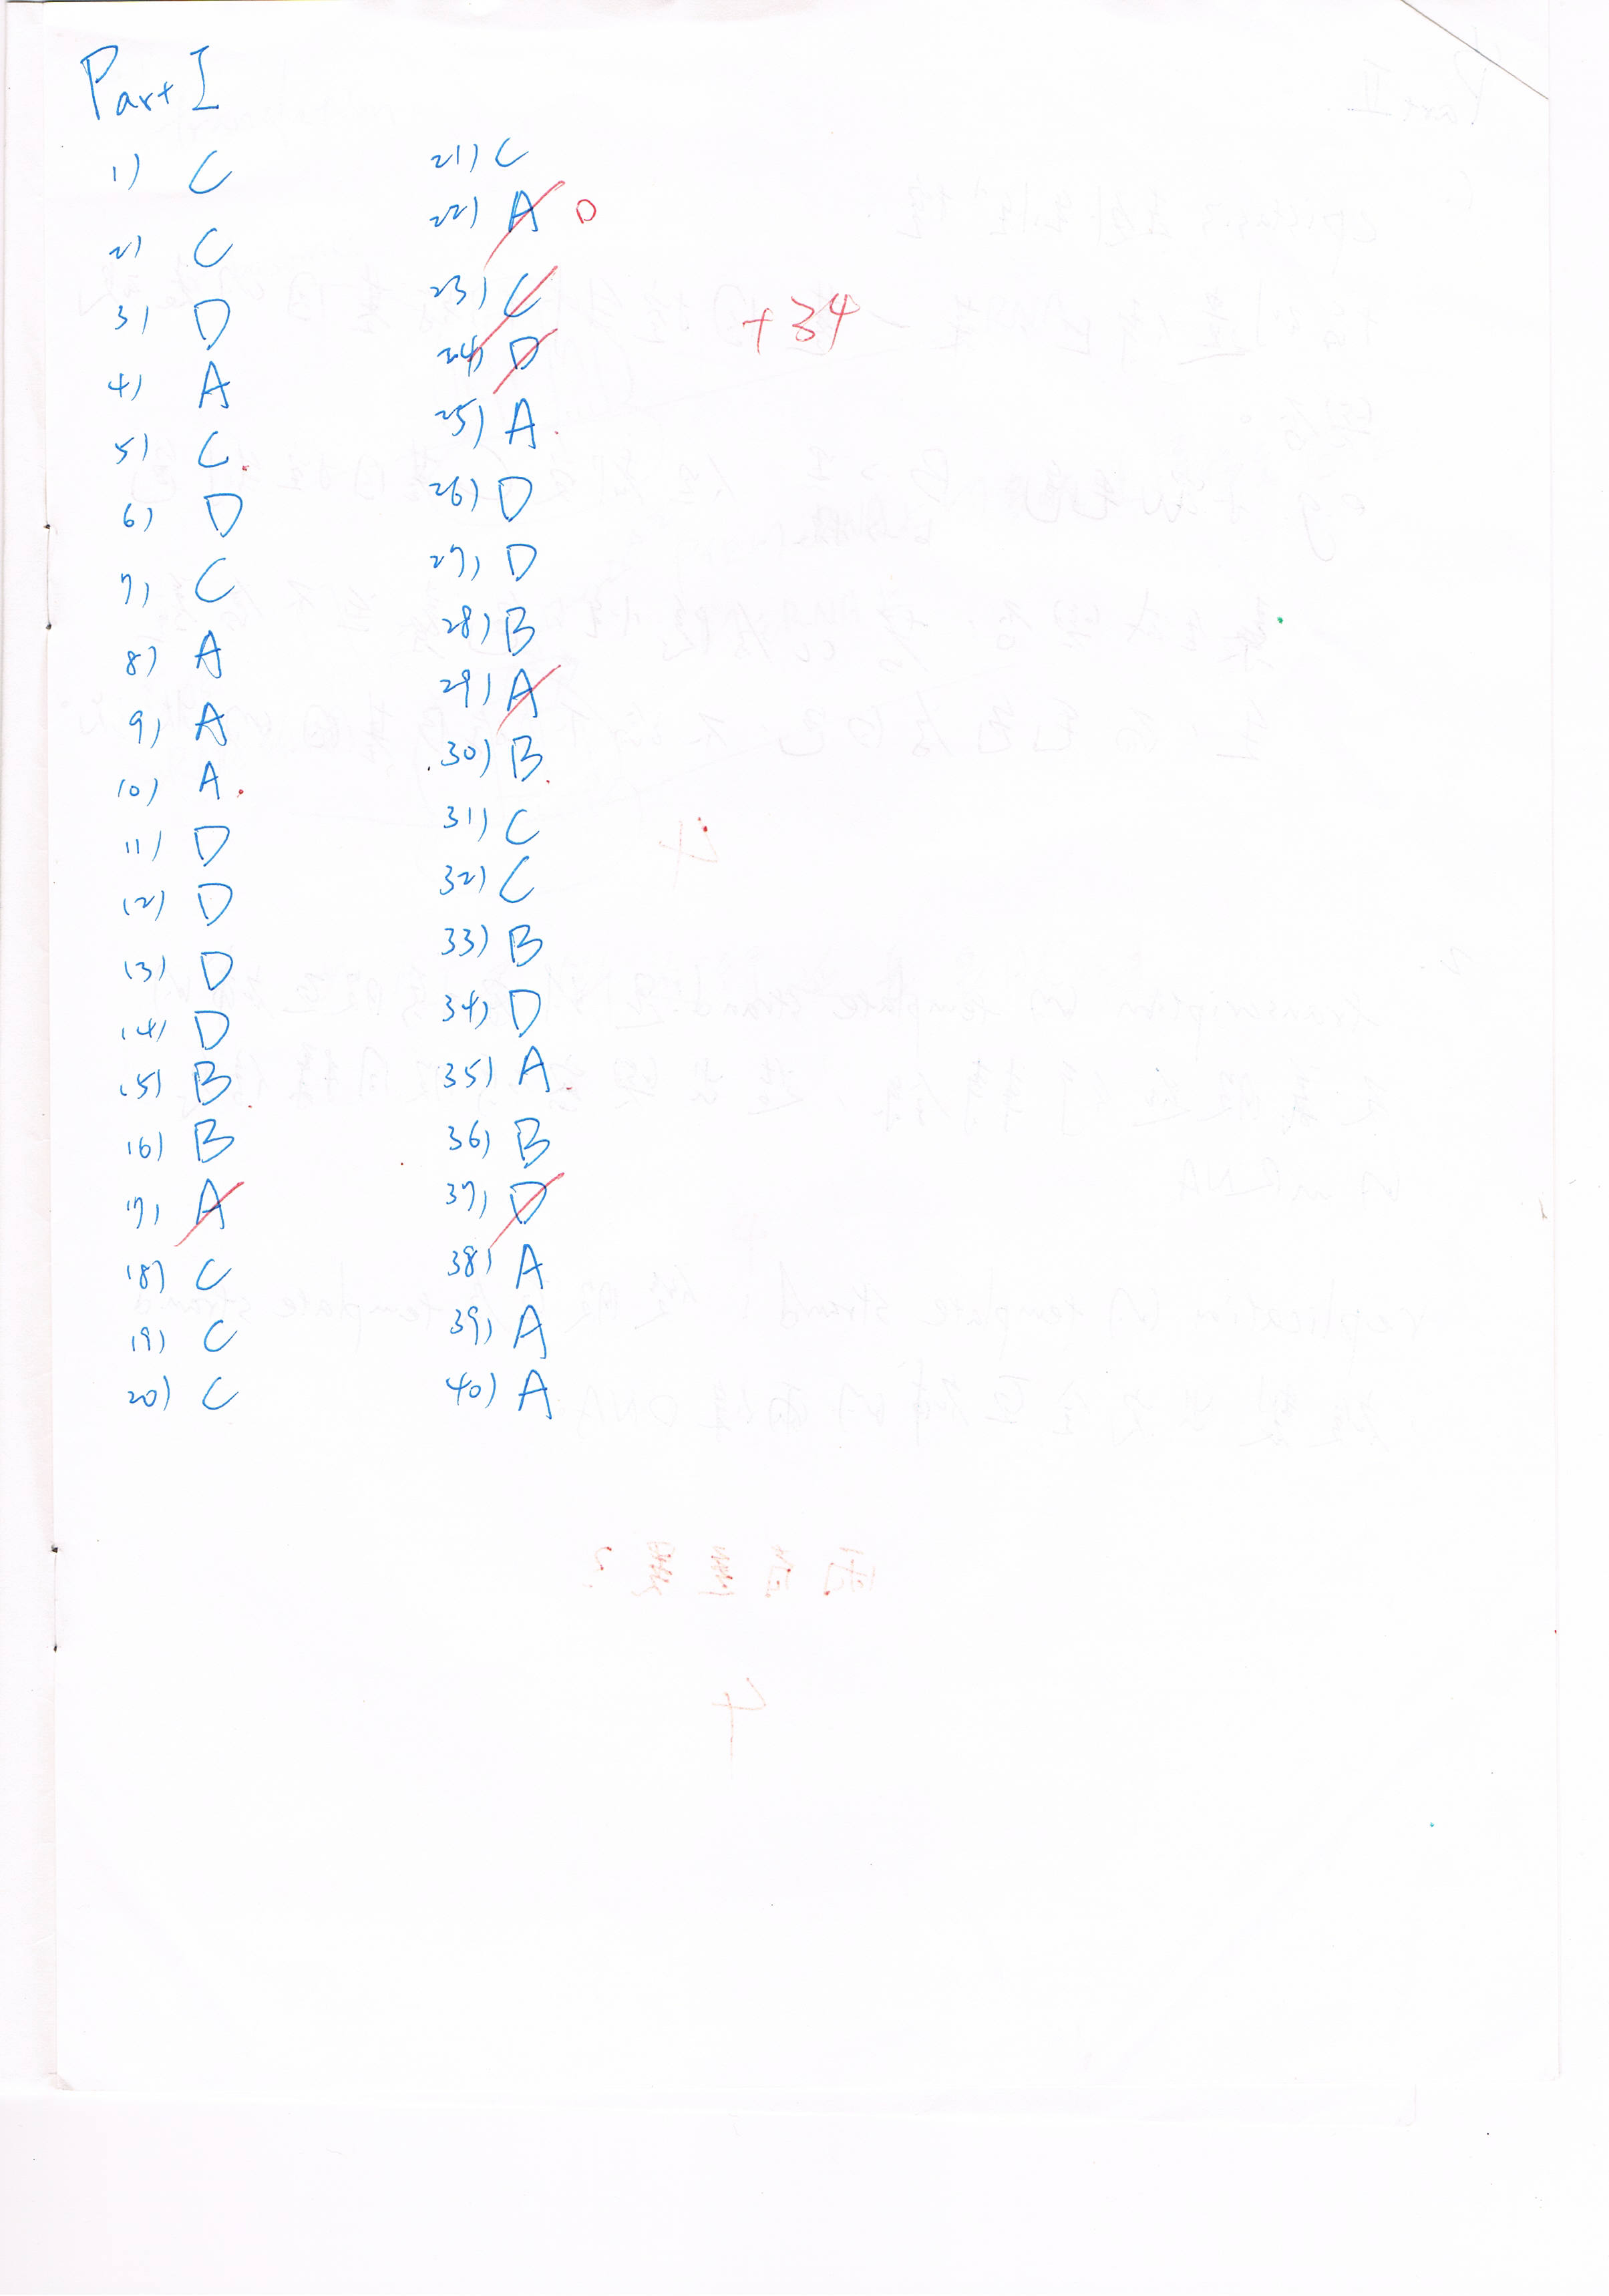 Part I
1) C
2) C
3) D
4) A
5) C
6) D
7) C
8) A
9) A
10) A
11) D
12) D
13) D
14) D
15) B
16) B
17) A
18) C
19) C
20) C
21) C
22) A D
23) C
24) D
25) A
26) D
27) D
28) B
29) A
30) B
31) C
32) C
33) B
34) D
35) A
36) B
37) D
38) A
39) A
40) A
+34